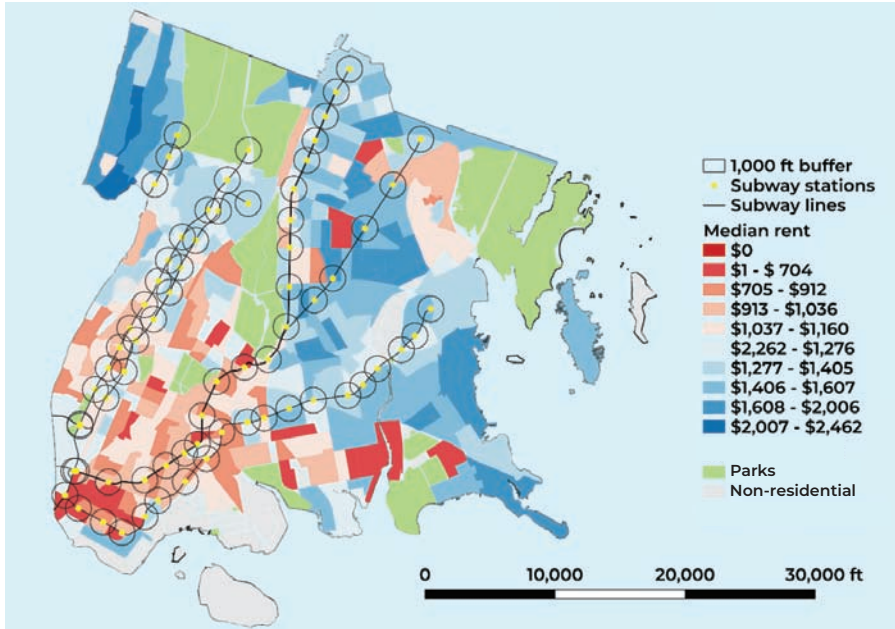 1,000 ft buffer
Subway stations
Subway lines
Median rent
$0
$1 - $ 704
$705 - $912
$913 - $1,036
$1,037 - $1,160
$2,262 - $1,276
$1,277 - $1,405
$1,406 - $1,607
$1,608 - $2,006
$2,007 - $2,462
Parks
Non-residential
0 10,000 20,000 30,000 ft